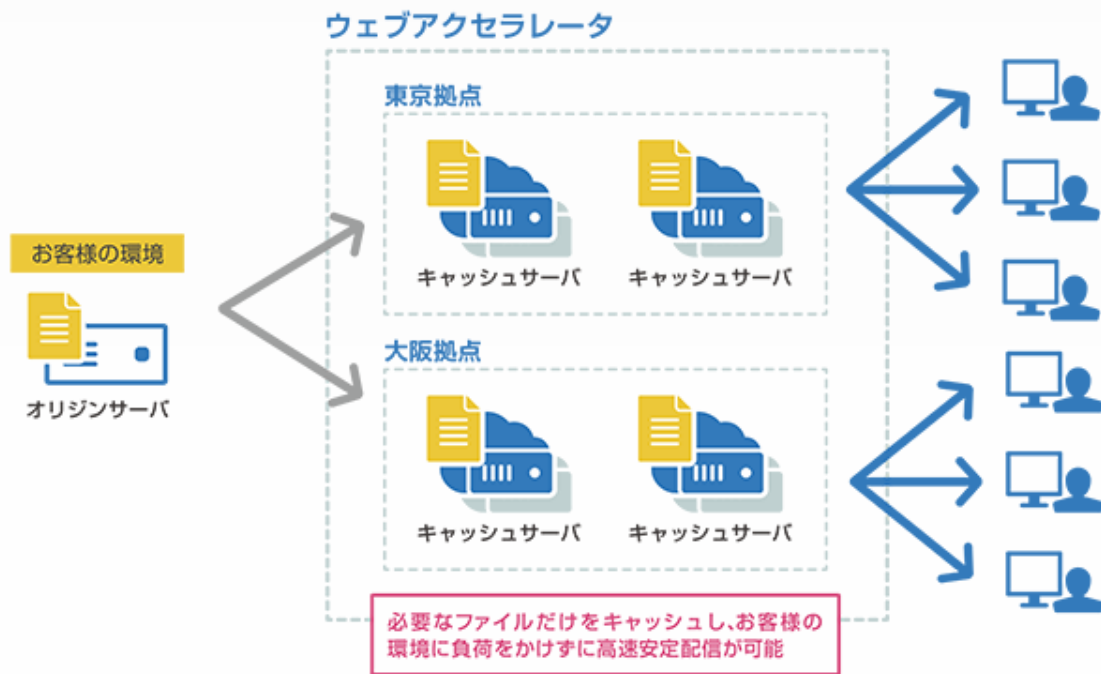 ウェブアクセラレータ
東京拠点
キャッシュサーバ
キャッシュサーバ
お客様の環境
オリジンサーバ
大阪拠点
キャッシュサーバ
キャッシュサーバ
必要なファイルだけをキャッシュし、お客様の
環境に負荷をかけずに高速安定配信が可能